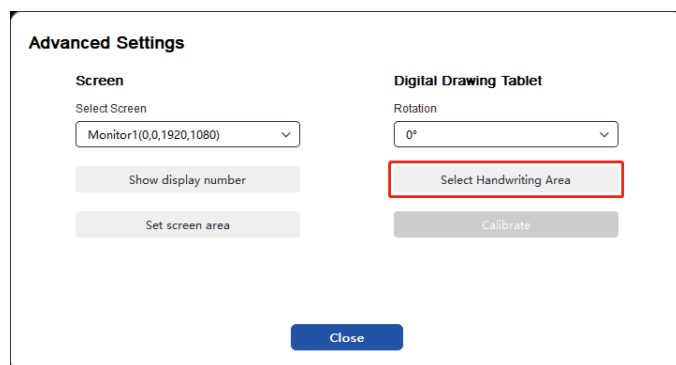 Advanced Settings
Screen
Select Screen
Monitor1(0,0,1920,1080)
Show display number
Set screen area
Digital Drawing Tablet
Rotation
0°
Select Handwriting Area
Calibrate
Close